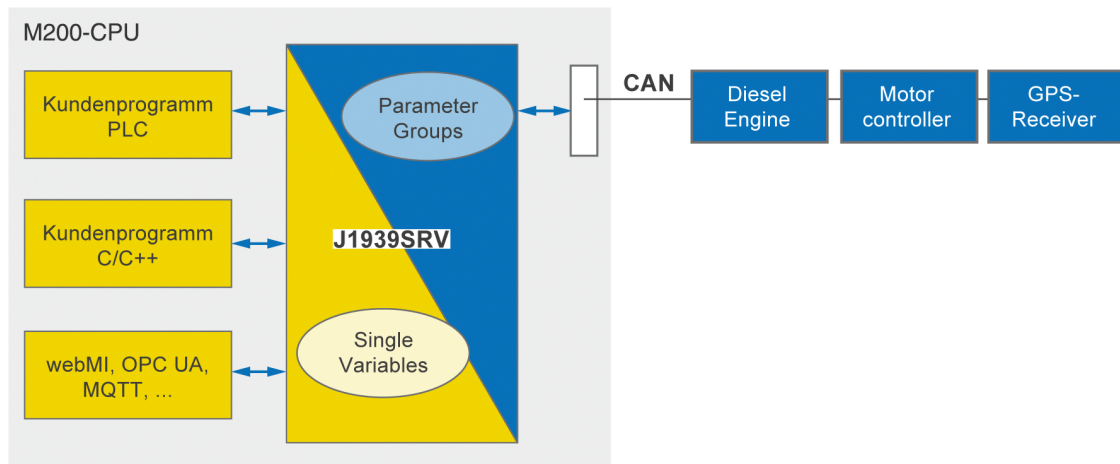 M200-CPU
Kundenprogramm
PLC
Kundenprogramm
C/C++
webMI, OPC UA,
MQTT, ...
Parameter
Groups
J1939SRV
Single
Variables
CAN
Diesel
Engine
Motor
controller
GPS-
Receiver